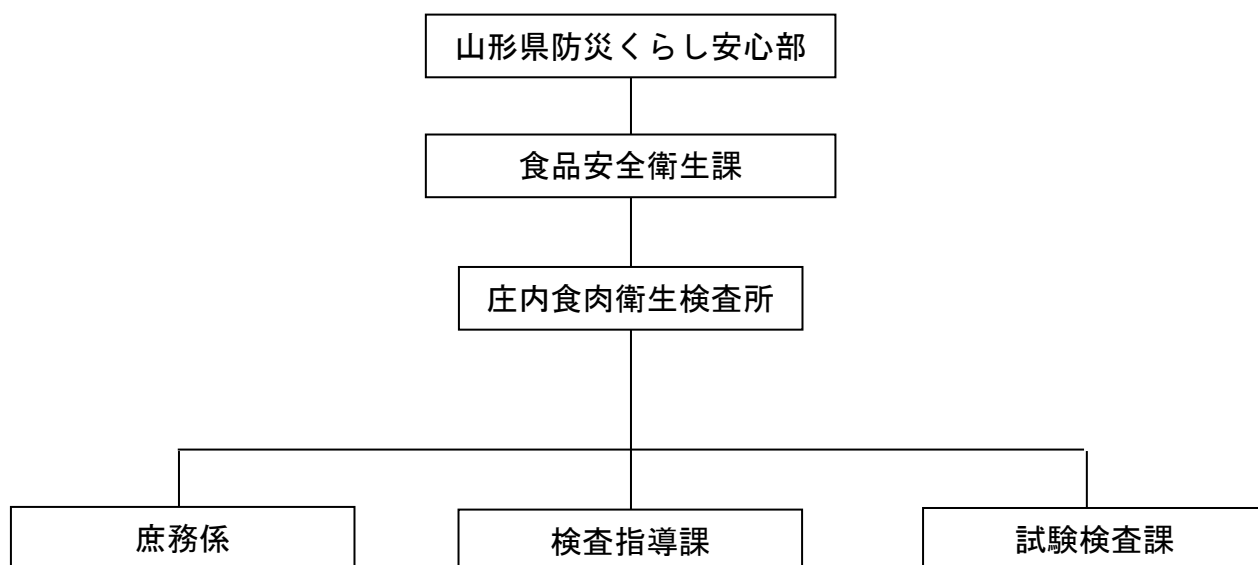 山形県防災くらし安心部
食品安全衛生課
庄内食肉衛生検査所
庶務係
検査指導課
試験検査課